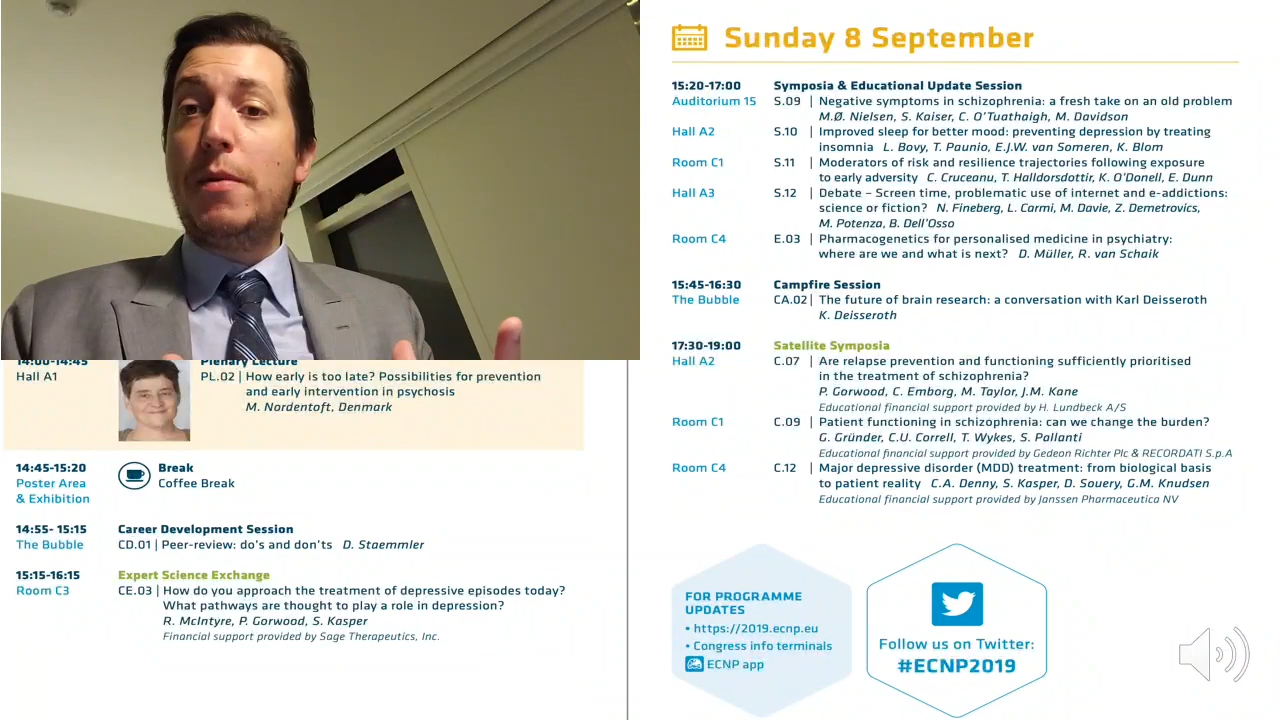 14:00-14:45 Plenary Lecture
Hall A1 PL.02 | How early is too late? Possibilities for prevention
and early intervention in psychosis
M. Nordentoft, Denmark
14:45-15:20 Break
Poster Area Coffee Break
& Exhibition
14:55- 15:15 Career Development Session
The Bubble CD.01 | Peer-review: do's and don'ts D. Staemmler
15:15-16:15 Expert Science Exchange
Room C3 CE.03 | How do you approach the treatment of depressive episodes today?
What pathways are thought to play a role in depression?
R. McIntyre, P. Gorwood, S. Kasper
Financial support provided by Sage Therapeutics, Inc.
Sunday 8 September
15:20-17:00 Symposia & Educational Update Session
Auditorium 15 S.09 | Negative symptoms in schizophrenia: a fresh take on an old problem
M.Ø. Nielsen, S. Kaiser, C. O'Tuathaigh, M. Davidson
Hall A2 S.10 | Improved sleep for better mood: preventing depression by treating
insomnia L. Bovy, T. Paunio, E.J.W. van Someren, K. Blom
Room C1 S.11 | Moderators of risk and resilience trajectories following exposure
to early adversity C. Cruceanu, T. Halldorsdottir, K. O'Donell, E. Dunn
Hall A3 S.12 | Debate – Screen time, problematic use of internet and e-addictions:
science or fiction? N. Fineberg, L. Carmi, M. Davie, Z. Demetrovics,
M. Potenza, B. Dell'Osso
Room C4 E.03 | Pharmacogenetics for personalised medicine in psychiatry:
where are we and what is next? D. Müller, R. van Schaik
15:45-16:30 Campfire Session
The Bubble CA.02 | The future of brain research: a conversation with Karl Deisseroth
K. Deisseroth
17:30-19:00 Satellite Symposia
Hall A2 C.07 | Are relapse prevention and functioning sufficiently prioritised
in the treatment of schizophrenia?
P. Gorwood, C. Emborg, M. Taylor, J.M. Kane
Educational financial support provided by H. Lundbeck A/S
Room C1 C.09 | Patient functioning in schizophrenia: can we change the burden?
G. Gründer, C.U. Correll, T. Wykes, S. Pallanti
Educational financial support provided by Gedeon Richter Plc & RECORDATI S.p.A
Room C4 C.12 | Major depressive disorder (MDD) treatment: from biological basis
to patient reality C.A. Denny, S. Kasper, D. Souery, G.M. Knudsen
Educational financial support provided by Janssen Pharmaceutica NV
FOR PROGRAMME
UPDATES
• https://2019.ecnp.eu
• Congress info terminals
ECNP app
Follow us on Twitter:
#ECNP2019